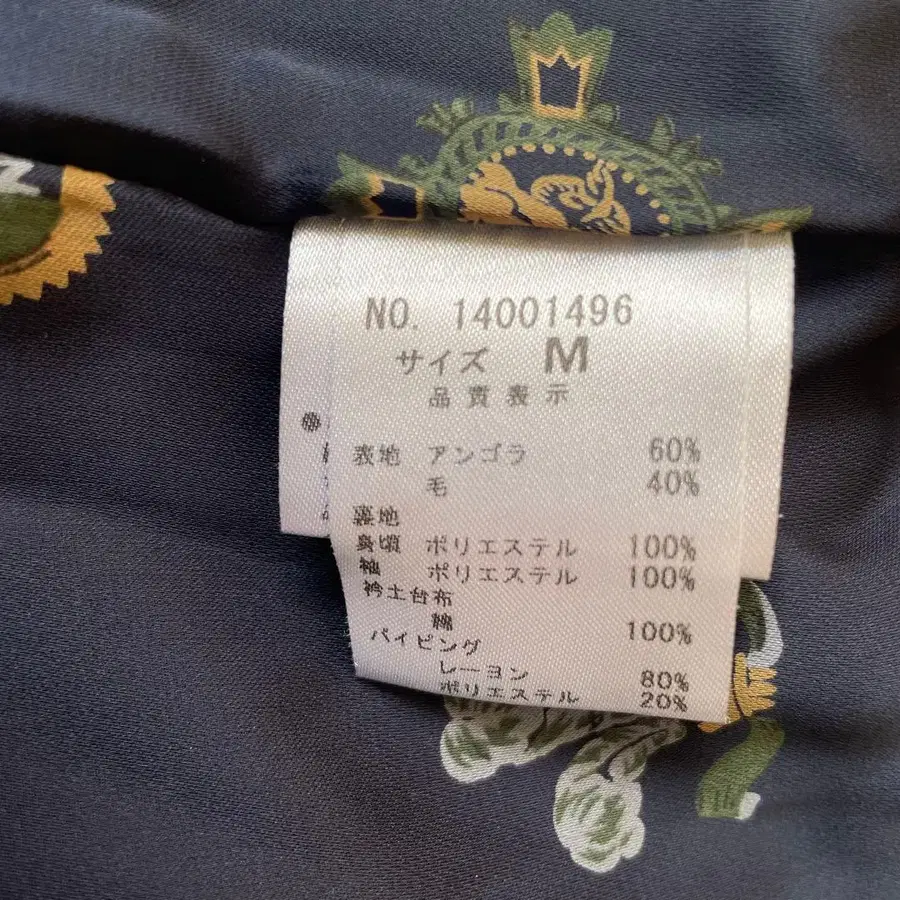 NO. 14001496
サイズ M
品質表示
表地 アンゴラ 60%
毛 40%
裏地
身頃 ポリエステル 100%
袖 ポリエステル 100%
衿土台布
綿 100%
パイピング
レーヨン 80%
ポリエステル 20%